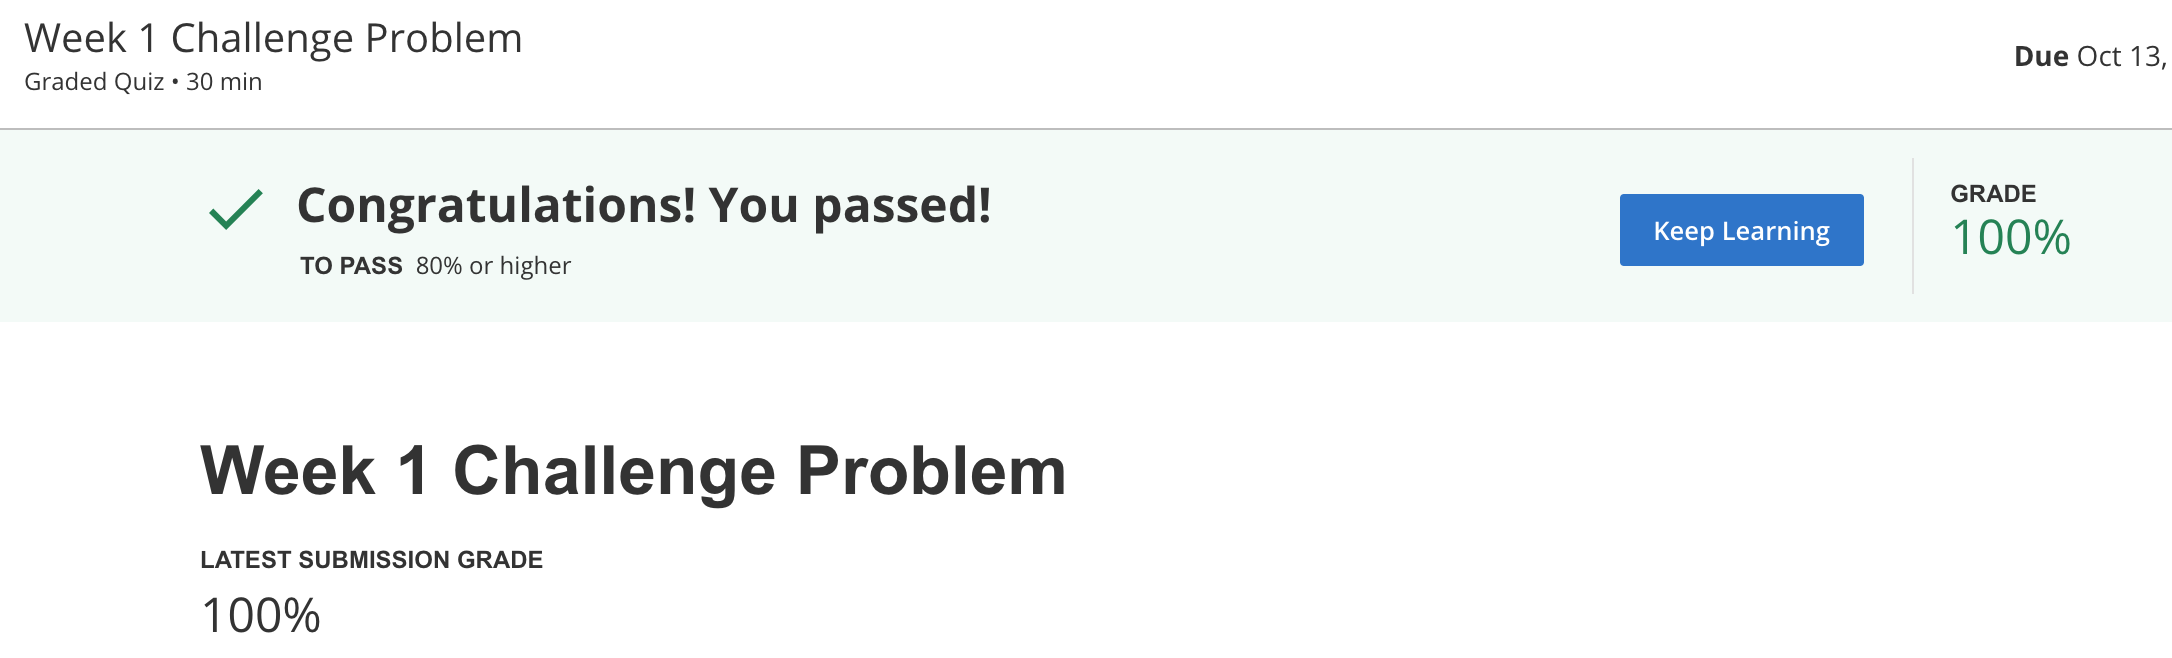 Week 1 Challenge Problem
Graded Quiz • 30 min
Due Oct 13,
Congratulations! You passed!
TO PASS 80% or higher
Keep Learning
GRADE
100%
Week 1 Challenge Problem
LATEST SUBMISSION GRADE
100%